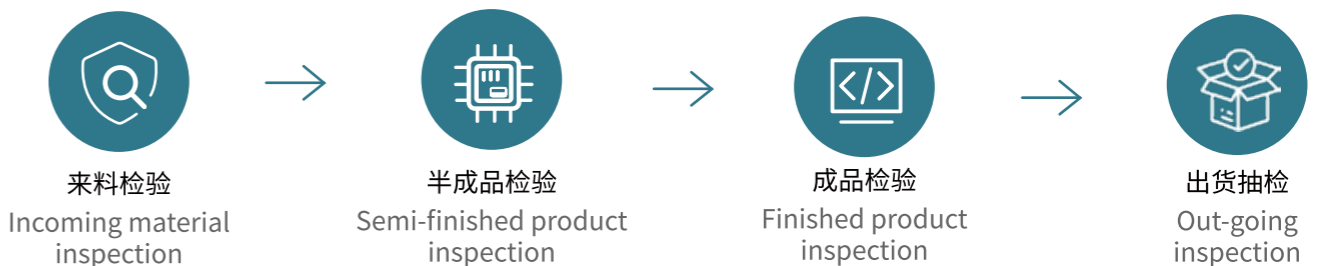 来料检验
Incoming material
inspection
半成品检验
Semi-finished product
inspection
成品检验
Finished product
inspection
出货抽检
Out-going
inspection